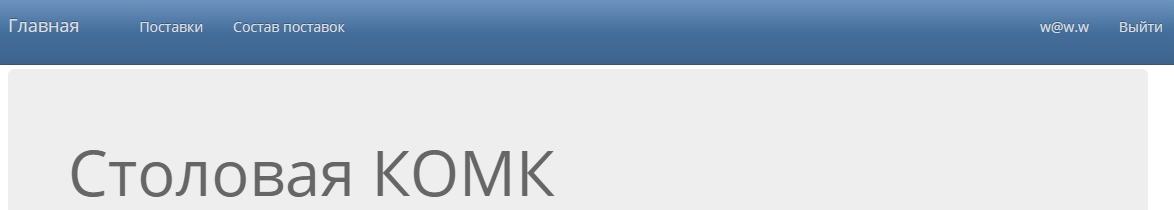 Главная Поставки Состав поставок w@w.w Выйти
Столовая КОМК